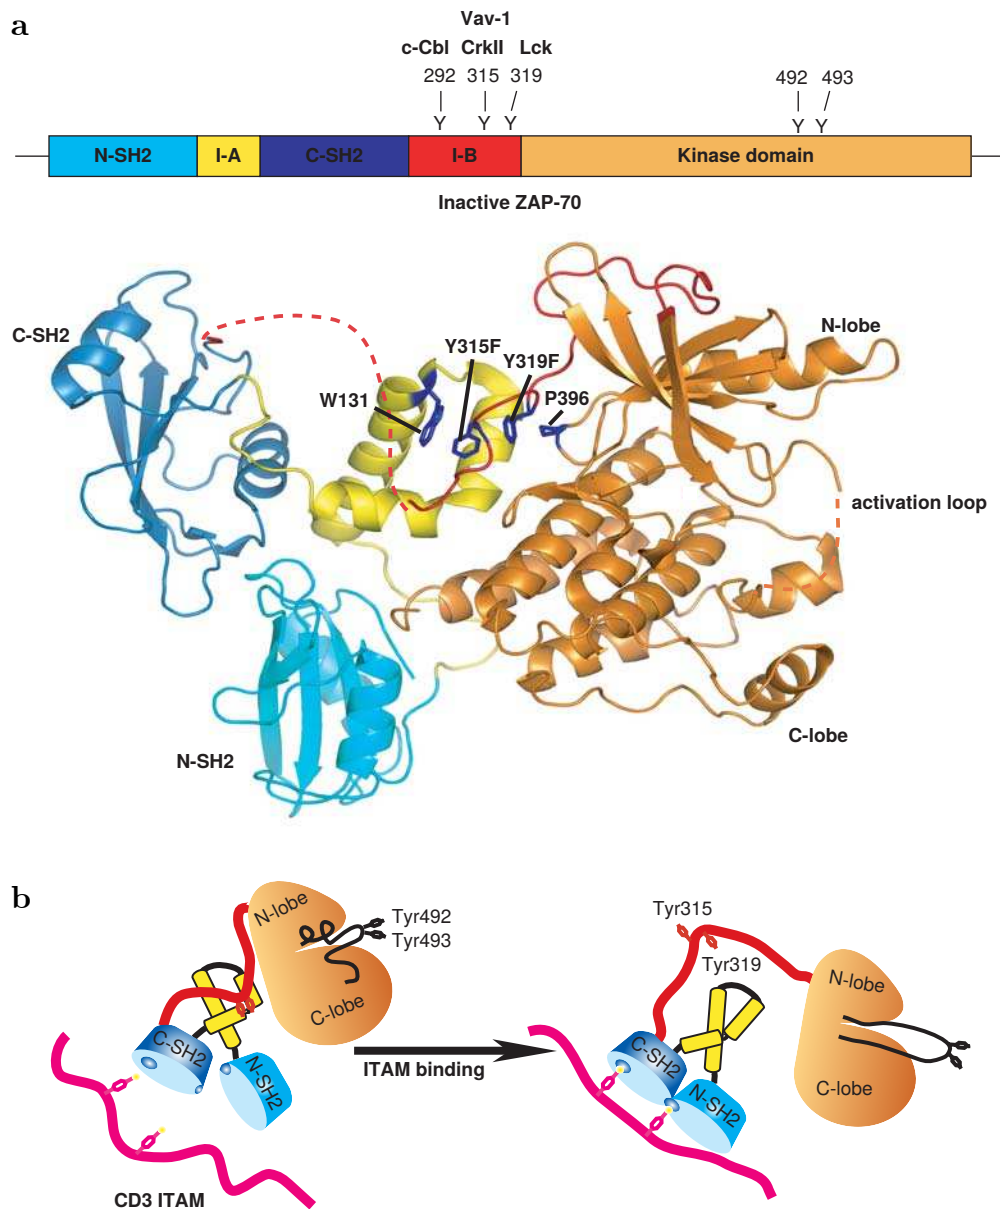 a
Vav-1
c-Cbl CrkII Lck
292 315 319
492 493
Y Y Y
Y Y
N-SH2 I-A C-SH2 I-B Kinase domain
Inactive ZAP-70
C-SH2
N-lobe
Y315F
Y319F
W131
P396
activation loop
N-SH2
C-lobe
b
N-lobe
Tyr492
Tyr493
C-lobe
C-SH2
N-SH2
CD3 ITAM
ITAM binding
Tyr315
Tyr319
N-lobe
C-SH2
C-lobe
N-SH2